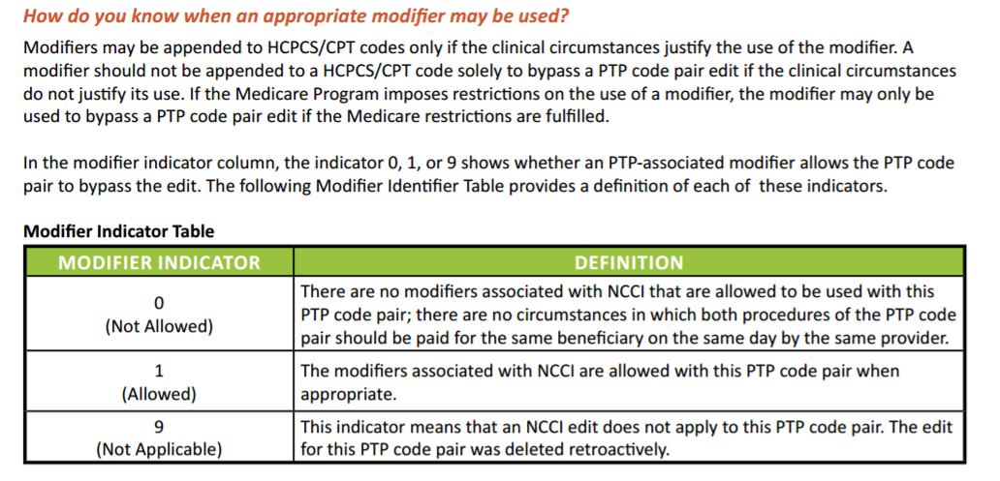 How do you know when an appropriate modifier may be used?
Modifiers may be appended to HCPCS/CPT codes only if the clinical circumstances justify the use of the modifier. A
modifier should not be appended to a HCPCS/CPT code solely to bypass a PTP code pair edit if the clinical circumstances
do not justify its use. If the Medicare Program imposes restrictions on the use of a modifier, the modifier may only be
used to bypass a PTP code pair edit if the Medicare restrictions are fulfilled.
In the modifier indicator column, the indicator 0, 1, or 9 shows whether an PTP-associated modifier allows the PTP code
pair to bypass the edit. The following Modifier Identifier Table provides a definition of each of these indicators.
Modifier Indicator Table
MODIFIER INDICATOR
DEFINITION
0
(Not Allowed)
There are no modifiers associated with NCCI that are allowed to be used with this
PTP code pair; there are no circumstances in which both procedures of the PTP code
pair should be paid for the same beneficiary on the same day by the same provider.
1
(Allowed)
The modifiers associated with NCCI are allowed with this PTP code pair when
appropriate.
9
(Not Applicable)
This indicator means that an NCCI edit does not apply to this PTP code pair. The edit
for this PTP code pair was deleted retroactively.